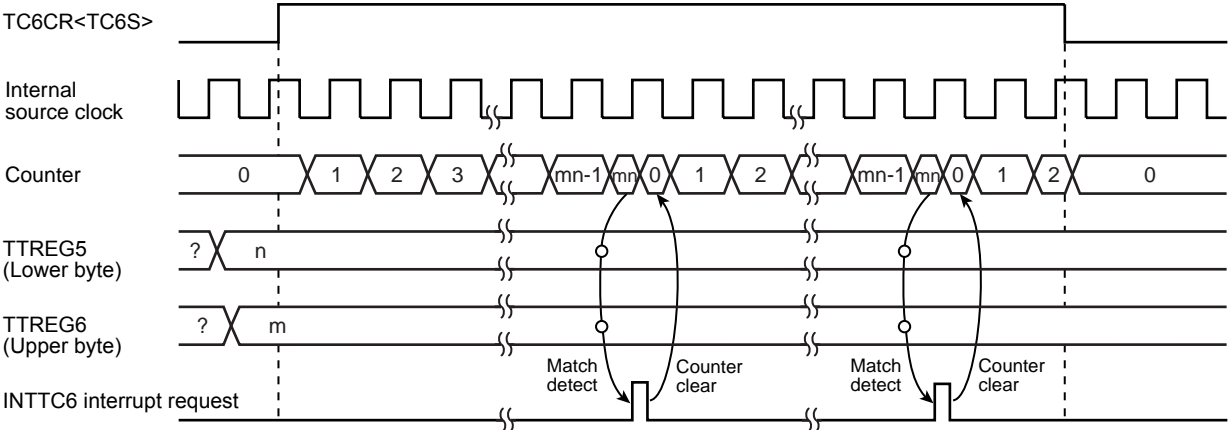 TC6CR<TC6S>
Internal
source clock
Counter
0 1 2 3 mn-1 mn 0 1 2 mn-1 mn 0 1 2 0
TTREG5
(Lower byte)
? n
TTREG6
(Upper byte)
? m
Match
detect
Counter
clear
Match
detect
Counter
clear
INTTC6 interrupt request